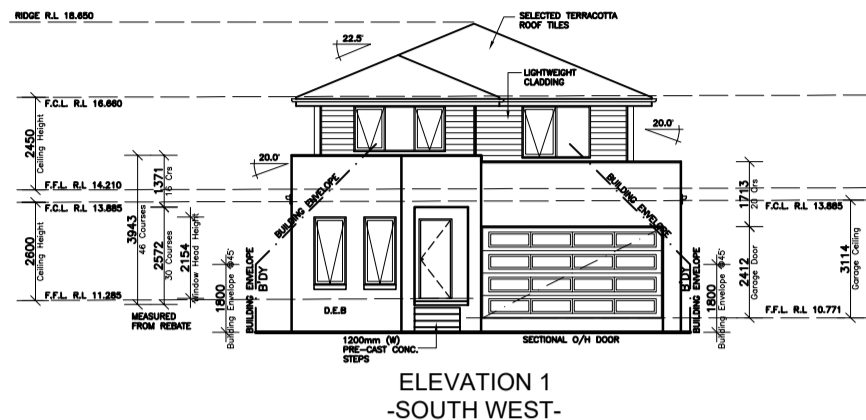 RIDGE R.L 18.650
SELECTED TERRACOTTA
ROOF TILES
22.5°
LIGHTWEIGHT
CLADDING
F.C.L. R.L 16.660
2450
Ceiling Height
20.0°
20.0°
F.F.L. R.L 14.210
F.C.L. R.L 13.885
3943
46 Courses
1371
16 Crs
2572
30 Courses
2154
Window Head Height
2600
Ceiling Height
F.F.L. R.L 11.285
MEASURED
FROM REBATE
1800
Building Envelope @45°
BUILDING ENVELOPE
B'DY
BUILDING ENVELOPE
D.E.B
1200mm (W)
PRE-CAST CONC.
STEPS
SECTIONAL O/H DOOR
BUILDING ENVELOPE
B'DY
BUILDING ENVELOPE
1800
Building Envelope @45°
1713
20 Crs
2412
Garage Door
3114
Garage Ceiling
F.C.L. R.L 13.885
F.F.L. R.L 10.771
ELEVATION 1
-SOUTH WEST-